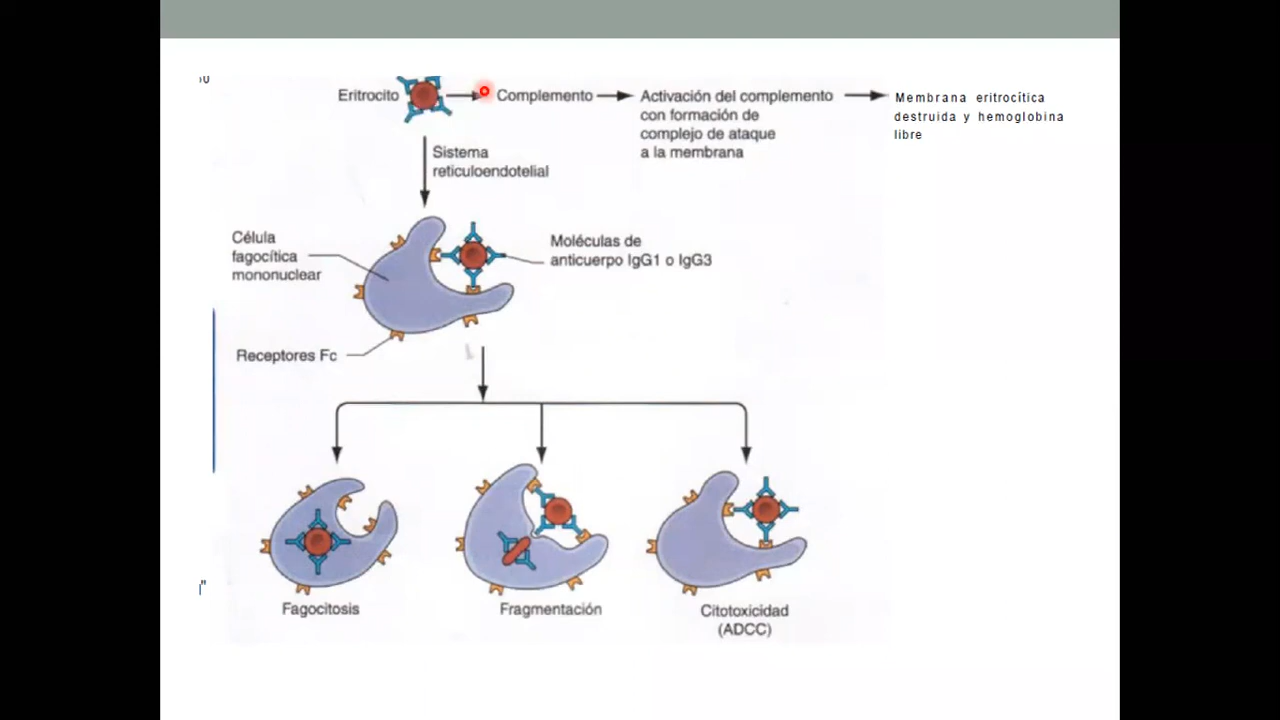 Eritrocito
Complemento
Activación del complemento
con formación de
complejo de ataque
a la membrana
Membrana eritrocítica
destruida y hemoglobina
libre
Sistema
reticuloendotelial
Célula
fagocítica
mononuclear
Moléculas de
anticuerpo IgG1 o IgG3
Receptores Fc
Fagocitosis
Fragmentación
Citotoxicidad
(ADCC)